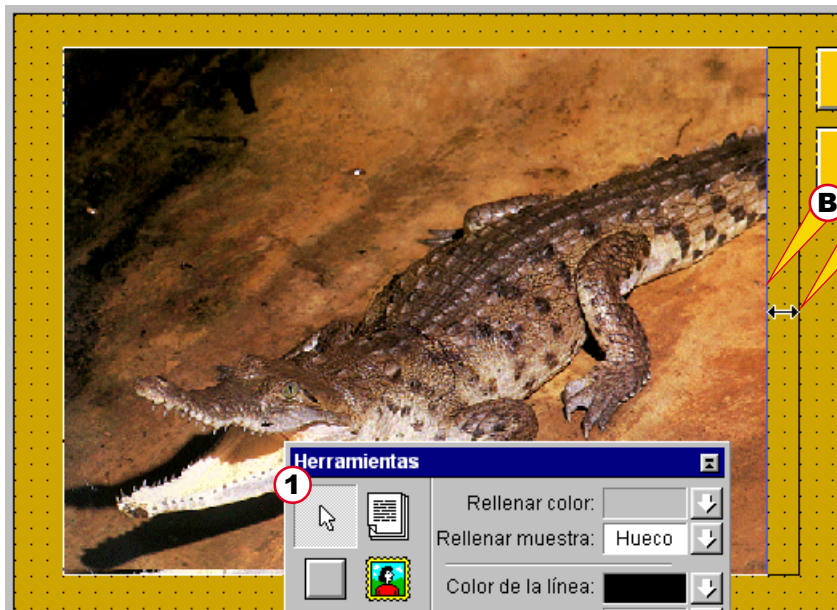 B
Herramientas
1
Rellenar color:
Rellenar muestra: Hueco
Color de la línea: